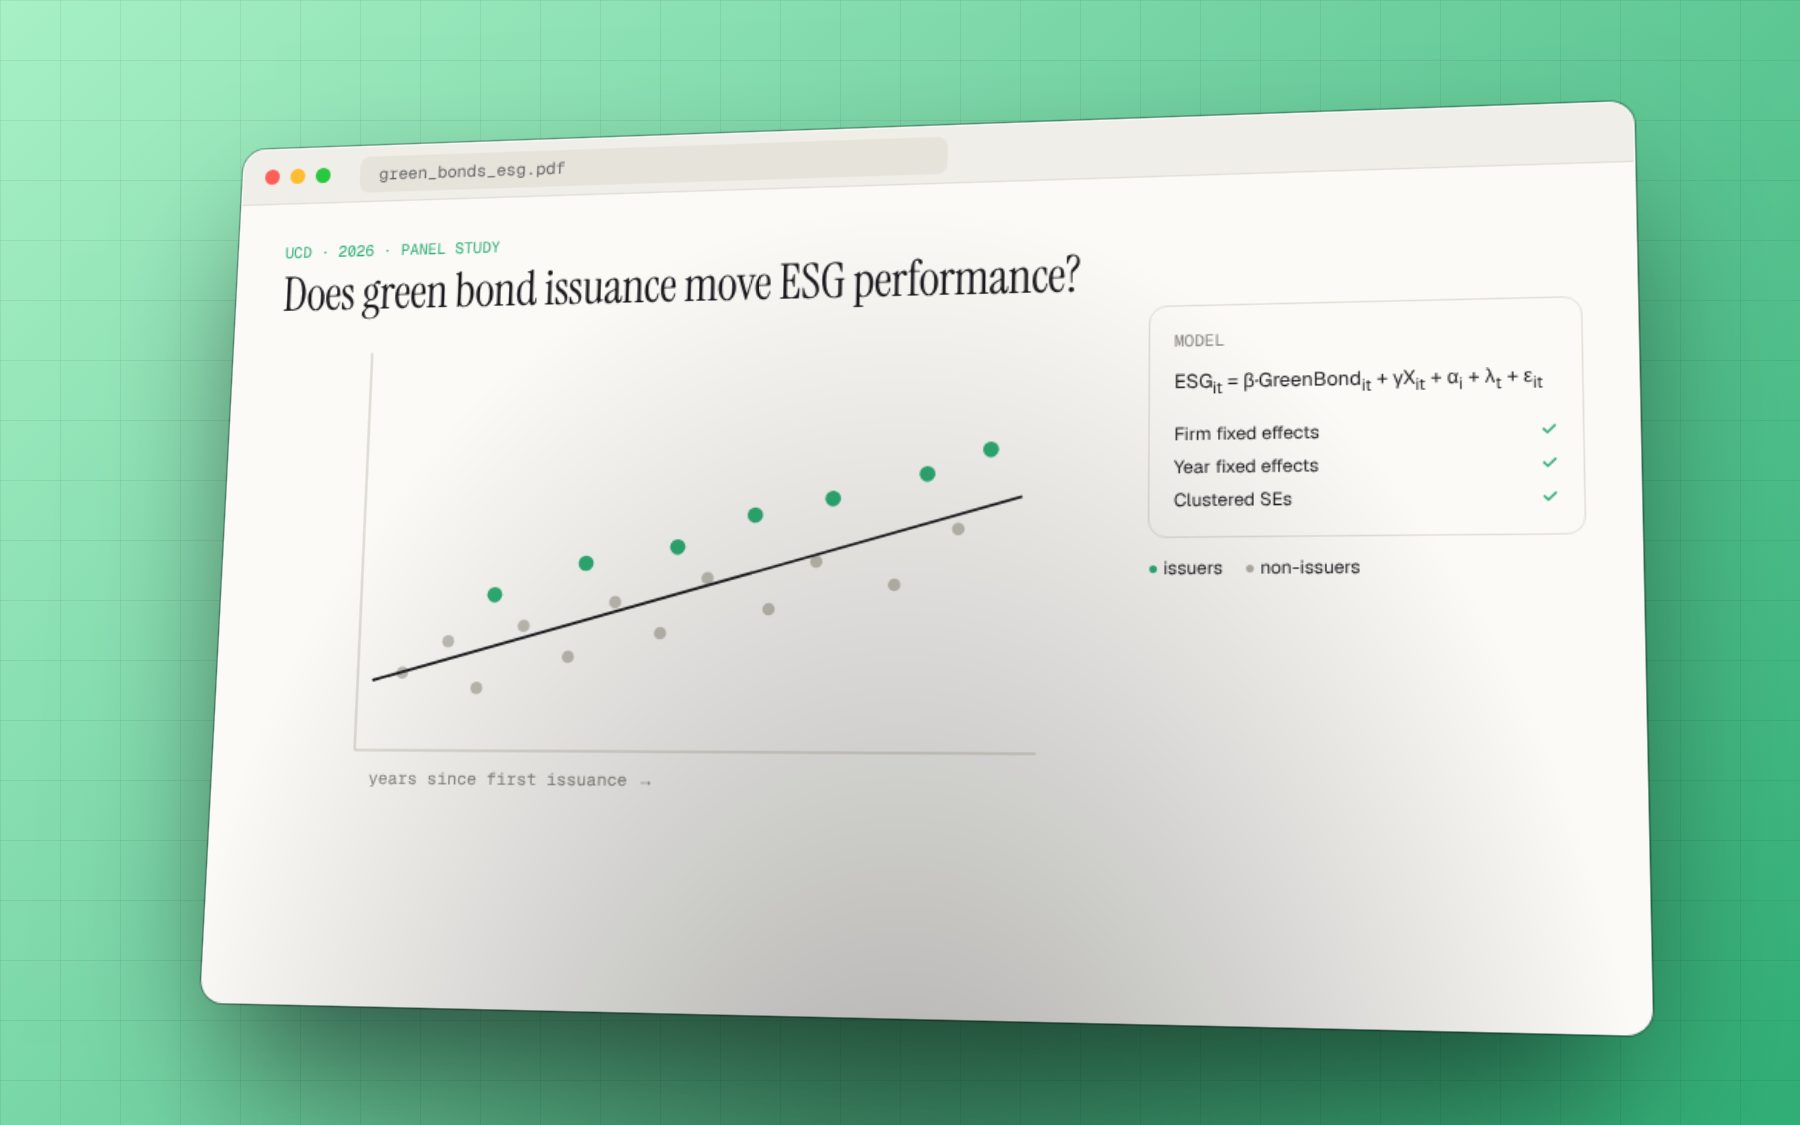 green_bonds_esg.pdf
UCD · 2026 · PANEL STUDY
Does green bond issuance move ESG performance?
MODEL
ESGit = β·GreenBondit + γXit + αi + λt + εit
Firm fixed effects ✓
Year fixed effects ✓
Clustered SEs ✓
issuers non-issuers
years since first issuance →